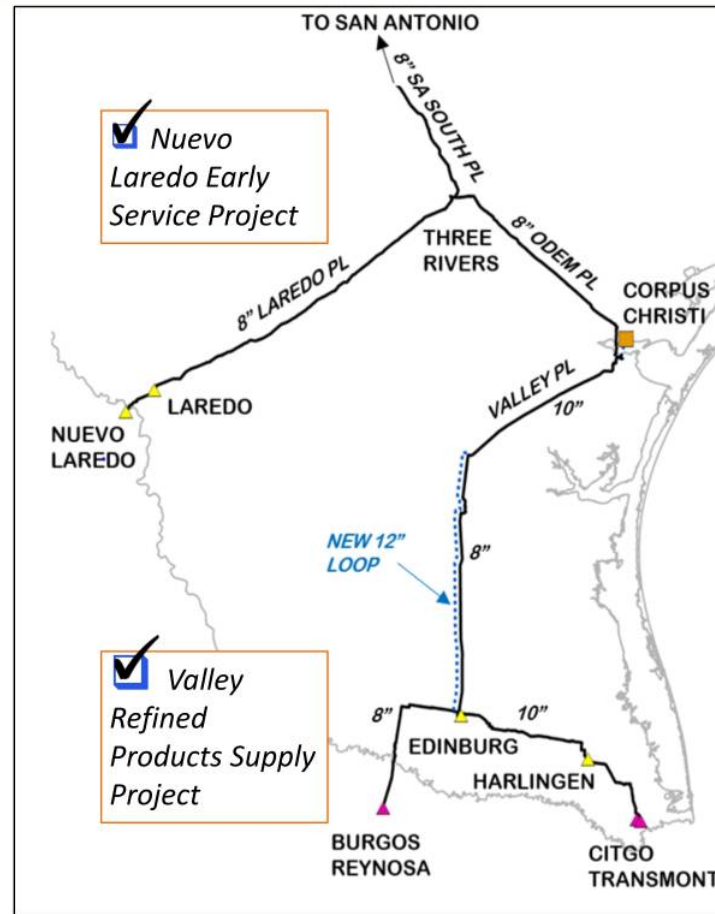 TO SAN ANTONIO
8" SA SOUTH PL
Nuevo
Laredo Early
Service Project
THREE
RIVERS
8" ODEM PL
8" LAREDO PL
CORPUS
CHRISTI
VALLEY PL
10"
LAREDO
NUEVO
LAREDO
NEW 12"
LOOP
8"
Valley
Refined
Products Supply
Project
8"
10"
EDINBURG
HARLINGEN
BURGOS
REYNOSA
CITGO
TRANSMONT